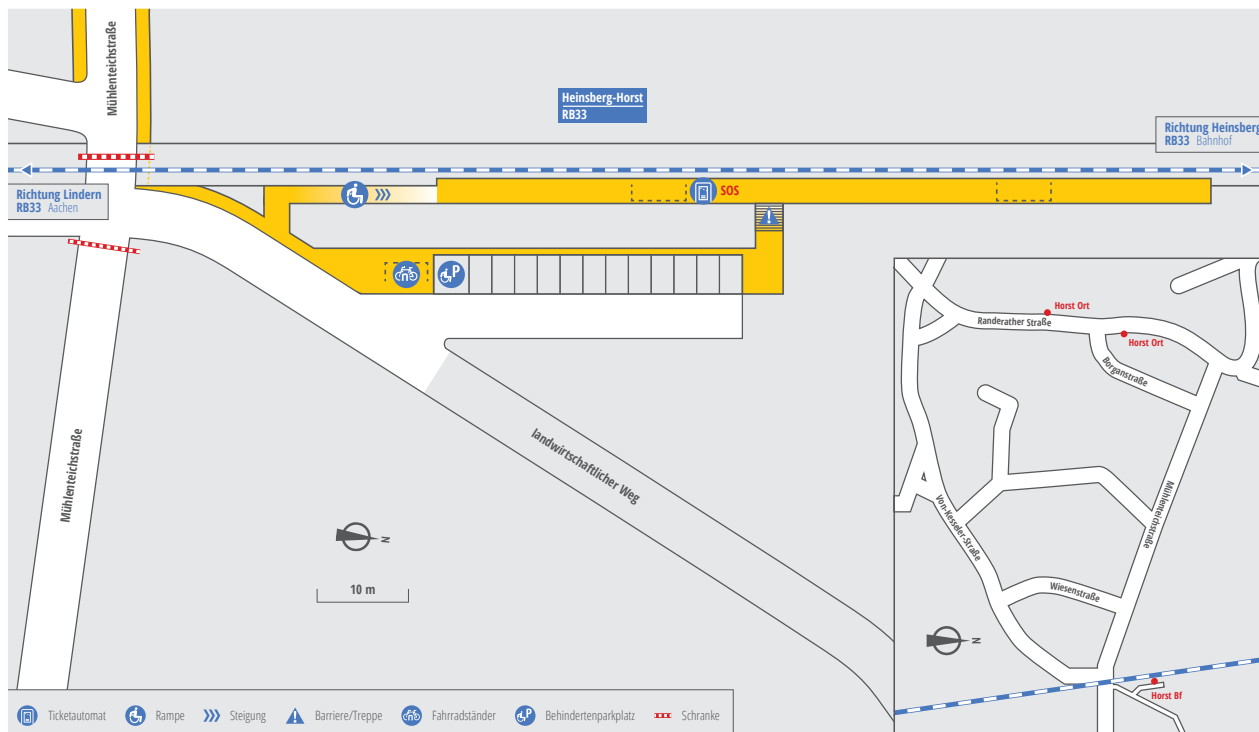 Mühlenteichstraße
Heinsberg-Horst
RB33
Richtung Heinsberg
RB33 Bahnhof
Richtung Lindern
RB33 Aachen
SOS
P
Mühlenteichstraße
landwirtschaftlicher Weg
N
10 m
Horst Ort
Randerather Straße
Horst Ort
Borganstraße
Mühlenteichstraße
Von-Kesseler-Straße
Wiesenstraße
N
Horst Bf
Ticketautomat
Rampe
Steigung
Barriere/Treppe
Fahrradständer
P
Behindertenparkplatz
Schranke